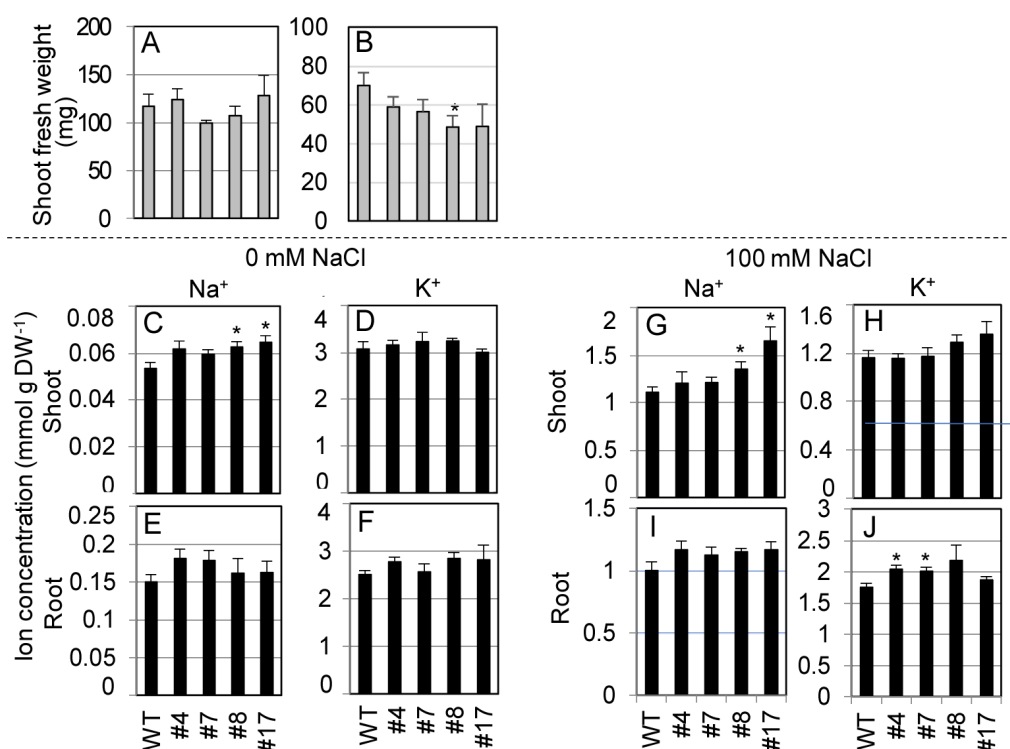 Shoot fresh weight
(mg)
200
150
100
50
0
A
100
80
60
40
20
0
B
*
0 mM NaCl
100 mM NaCl
Na⁺
K⁺
Na⁺
K⁺
Ion concentration (mmol g DW⁻¹)
Shoot
0.08
0.06
0.04
0.02
0
C
* *
4
3
2
1
0
D
Shoot
2
1.5
1
0.5
0
G
* *
1.6
1.2
0.8
0.4
0
H
Root
0.25
0.2
0.15
0.1
0.05
0
E
4
3
2
1
0
F
Root
1.5
1
0.5
0
I
3
2.5
2
1.5
1
0.5
0
J
* *
WT #4 #7 #8 #17
WT #4 #7 #8 #17
WT #4 #7 #8 #17
WT #4 #7 #8 #17